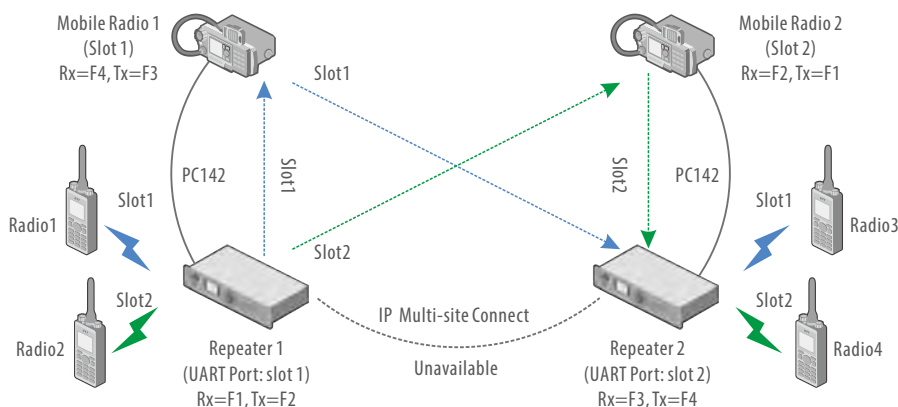 Mobile Radio 1
(Slot 1)
Rx=F4, Tx=F3
Mobile Radio 2
(Slot 2)
Rx=F2, Tx=F1
Slot1
Slot1
Slot2
PC142
PC142
Slot1
Radio1
Slot2
Radio2
Slot2
Slot1
Radio3
Slot2
Radio4
IP Multi-site Connect
Unavailable
Repeater 1
(UART Port: slot 1)
Rx=F1, Tx=F2
Repeater 2
(UART Port: slot 2)
Rx=F3, Tx=F4